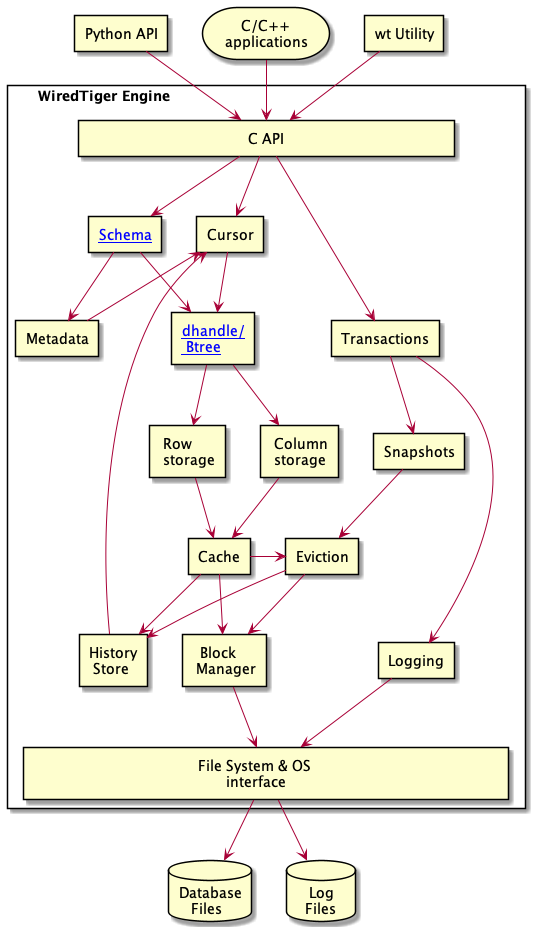 Python API
C/C++
applications
wt Utility
WiredTiger Engine
C API
Schema
Cursor
Metadata
dhandle/
Btree
Transactions
Row
storage
Column
storage
Snapshots
Cache
Eviction
History
Store
Block
Manager
Logging
File System & OS
interface
Database
Files
Log
Files